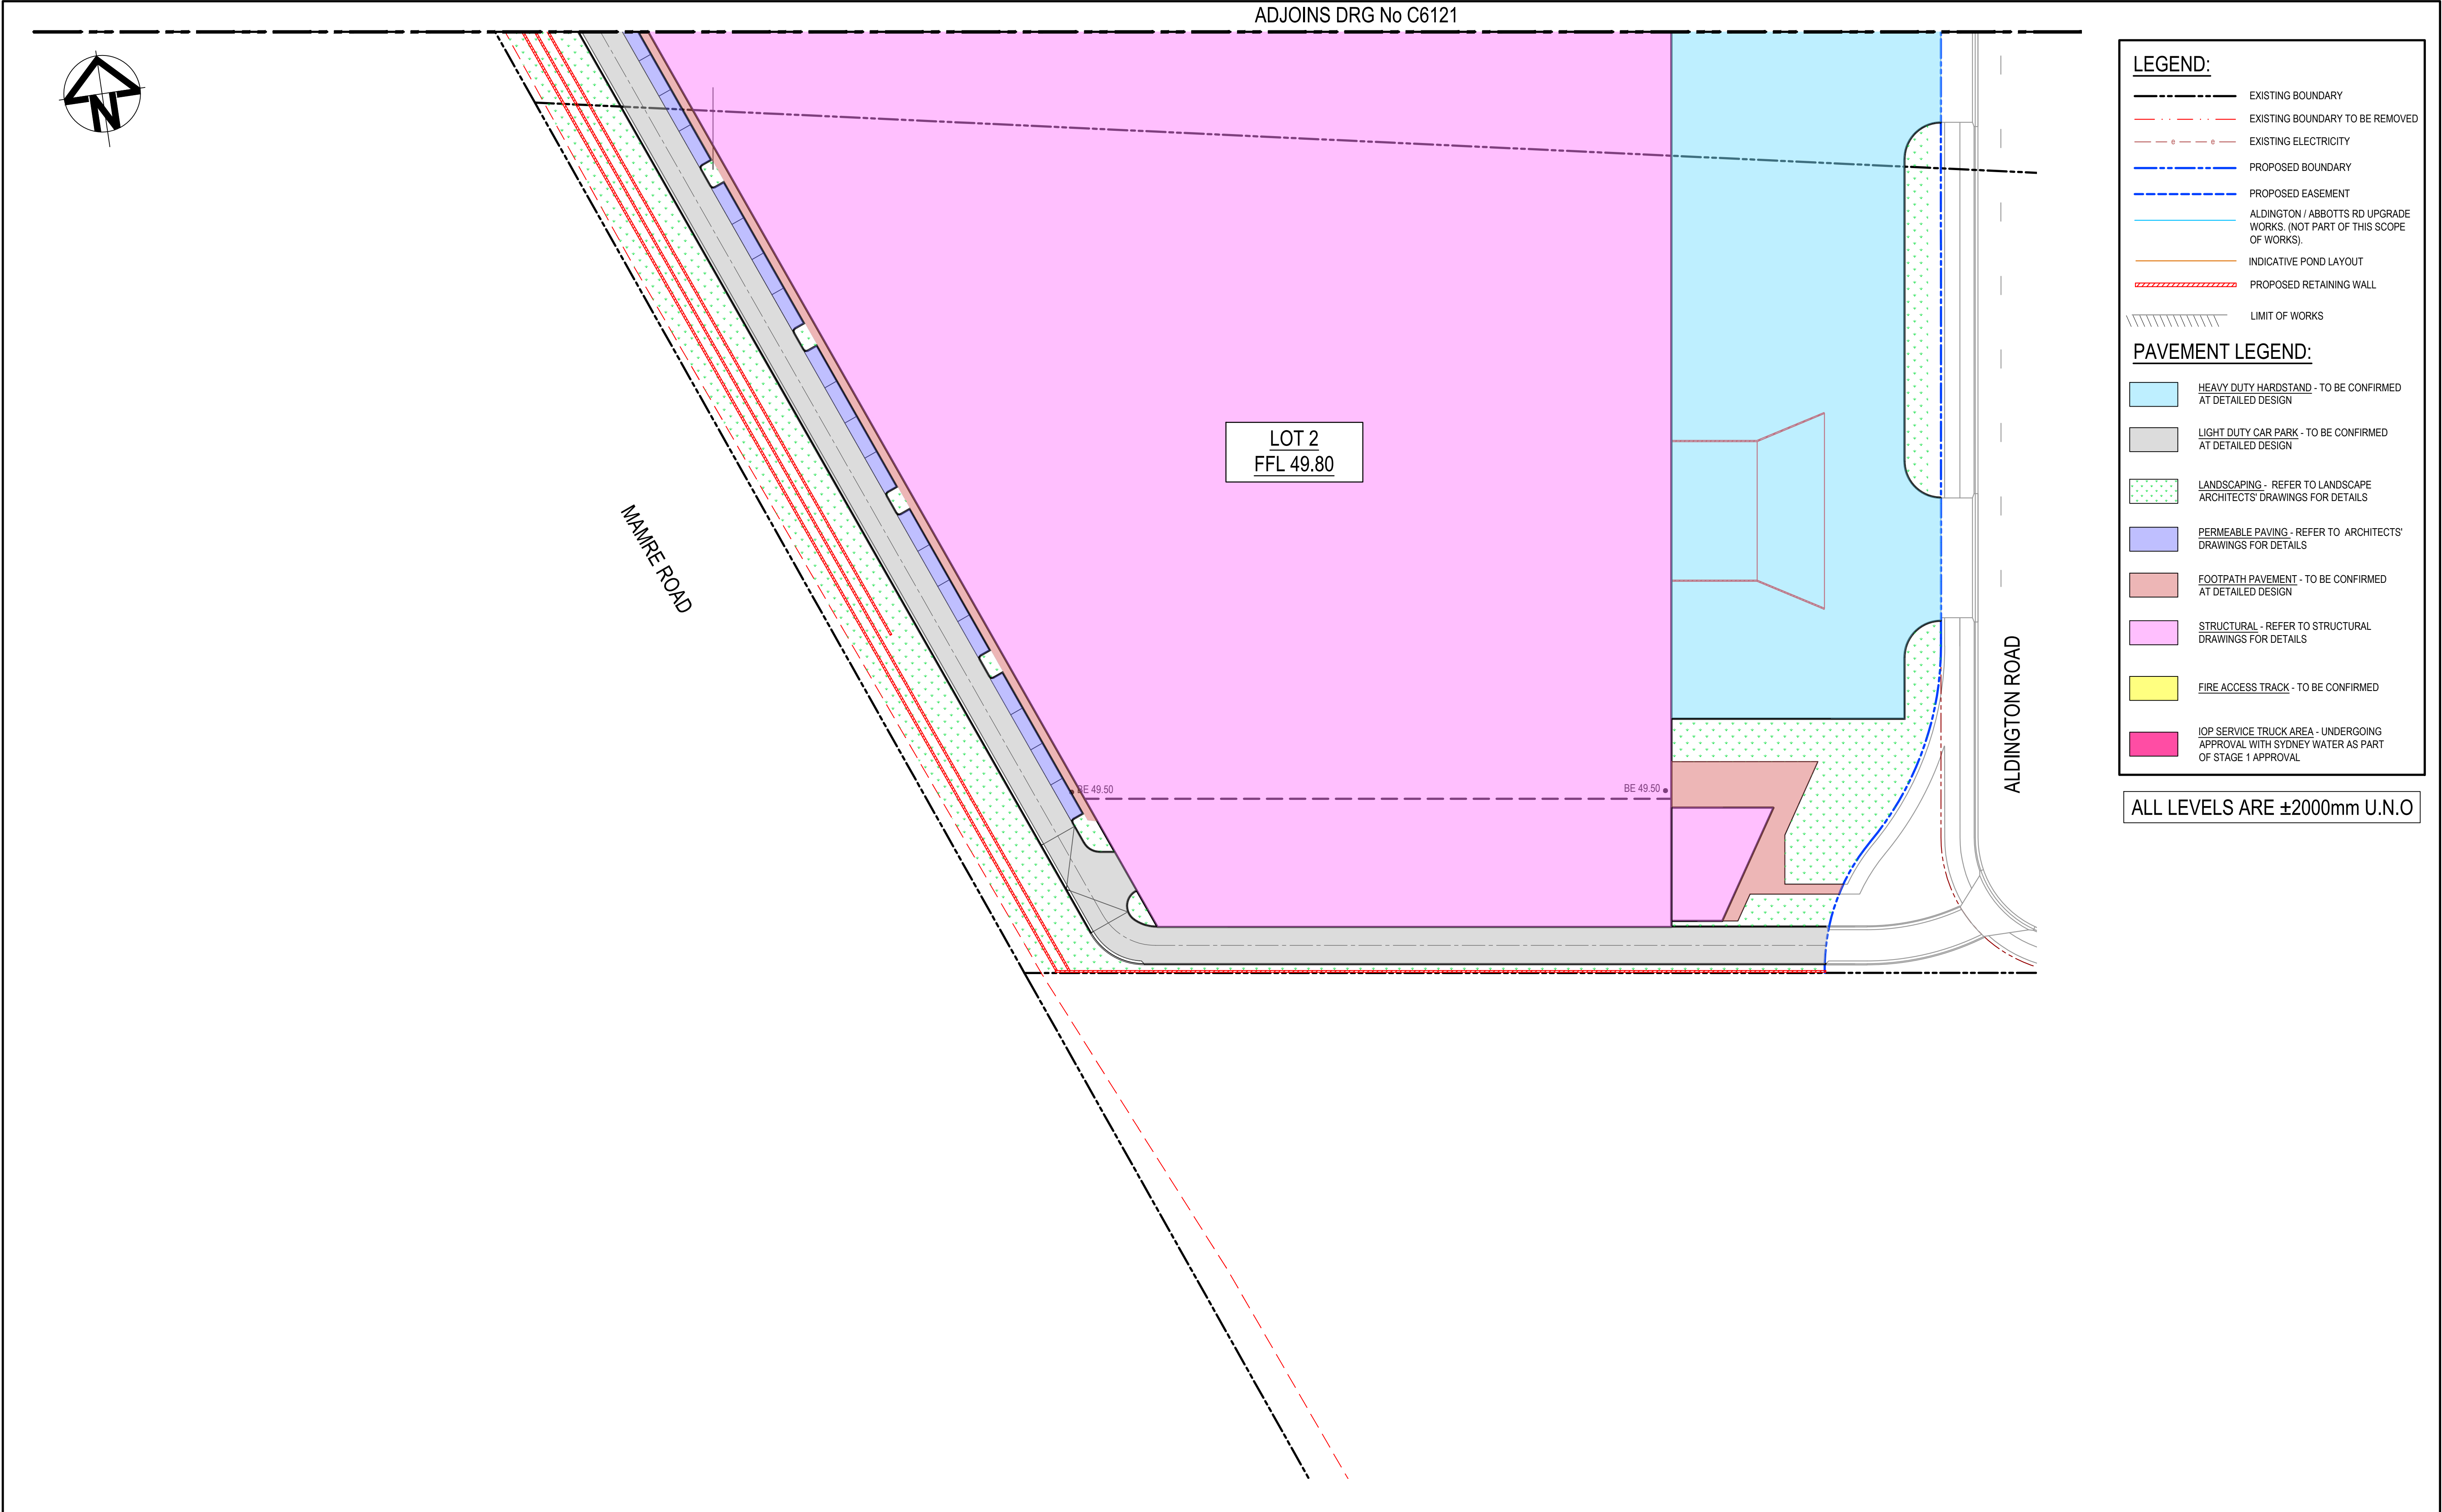 ADJOINS DRG No C6121
N
LOT 2
FFL 49.80
MAMRE ROAD
ALDINGTON ROAD
BE 49.50
BE 49.50
LEGEND:
EXISTING BOUNDARY
EXISTING BOUNDARY TO BE REMOVED
e e
EXISTING ELECTRICITY
PROPOSED BOUNDARY
PROPOSED EASEMENT
ALDINGTON / ABBOTTS RD UPGRADE
WORKS. (NOT PART OF THIS SCOPE
OF WORKS).
INDICATIVE POND LAYOUT
PROPOSED RETAINING WALL
LIMIT OF WORKS
PAVEMENT LEGEND:
HEAVY DUTY HARDSTAND - TO BE CONFIRMED
AT DETAILED DESIGN
LIGHT DUTY CAR PARK - TO BE CONFIRMED
AT DETAILED DESIGN
LANDSCAPING - REFER TO LANDSCAPE
ARCHITECTS' DRAWINGS FOR DETAILS
PERMEABLE PAVING - REFER TO ARCHITECTS'
DRAWINGS FOR DETAILS
FOOTPATH PAVEMENT - TO BE CONFIRMED
AT DETAILED DESIGN
STRUCTURAL - REFER TO STRUCTURAL
DRAWINGS FOR DETAILS
FIRE ACCESS TRACK - TO BE CONFIRMED
IOP SERVICE TRUCK AREA - UNDERGOING
APPROVAL WITH SYDNEY WATER AS PART
OF STAGE 1 APPROVAL
ALL LEVELS ARE ±2000mm U.N.O